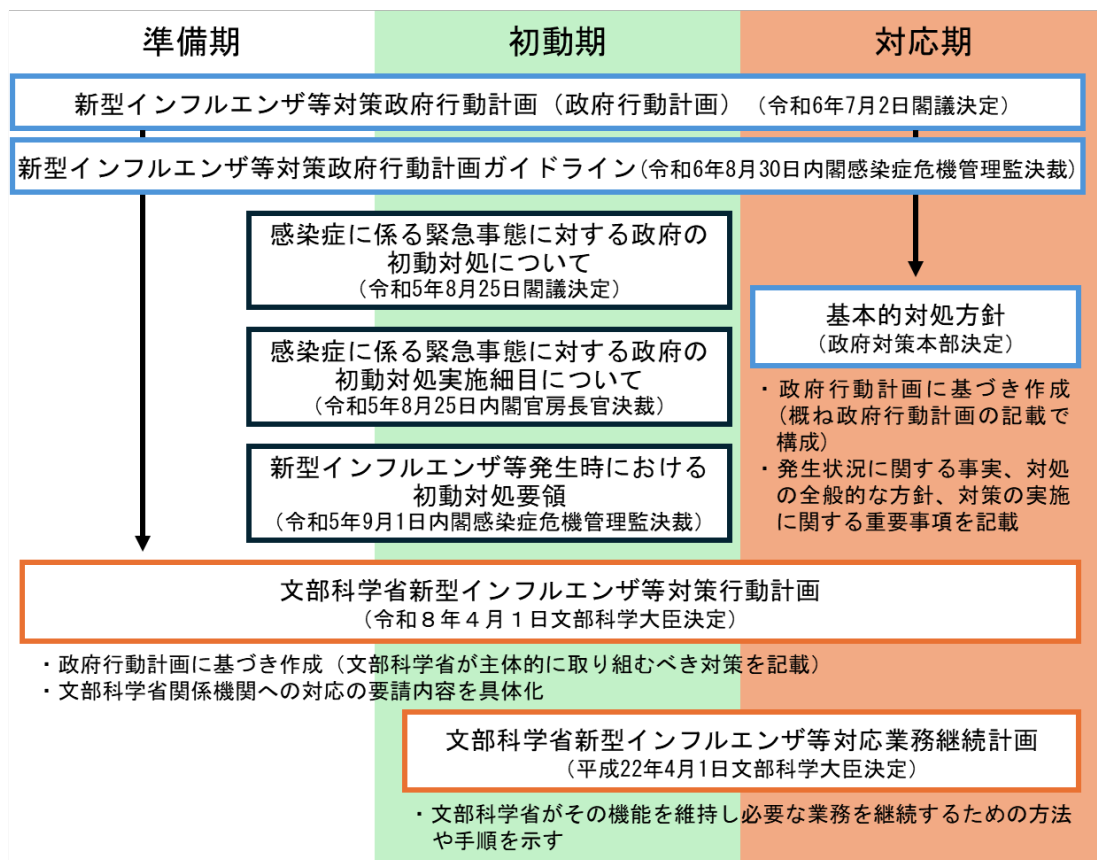 準備期
初動期
対応期
新型インフルエンザ等対策政府行動計画（政府行動計画）（令和6年7月2日閣議決定）
新型インフルエンザ等対策政府行動計画ガイドライン(令和6年8月30日内閣感染症危機管理監決裁)
感染症に係る緊急事態に対する政府の
初動対処について
(令和5年8月25日閣議決定)
感染症に係る緊急事態に対する政府の
初動対処実施細目について
(令和5年8月25日内閣官房長官決裁)
新型インフルエンザ等発生時における
初動対処要領
(令和5年9月1日内閣感染症危機管理監決裁)
基本的対処方針
(政府対策本部決定)
・政府行動計画に基づき作成
(概ね政府行動計画の記載で
構成)
・発生状況に関する事実、対処
の全般的な方針、対策の実施
に関する重要事項を記載
文部科学省新型インフルエンザ等対策行動計画
(令和８年４月１日文部科学大臣決定)
・政府行動計画に基づき作成（文部科学省が主体的に取り組むべき対策を記載）
・文部科学省関係機関への対応の要請内容を具体化
文部科学省新型インフルエンザ等対応業務継続計画
(平成22年4月1日文部科学大臣決定)
・文部科学省がその機能を維持し必要な業務を継続するための方法
や手順を示す